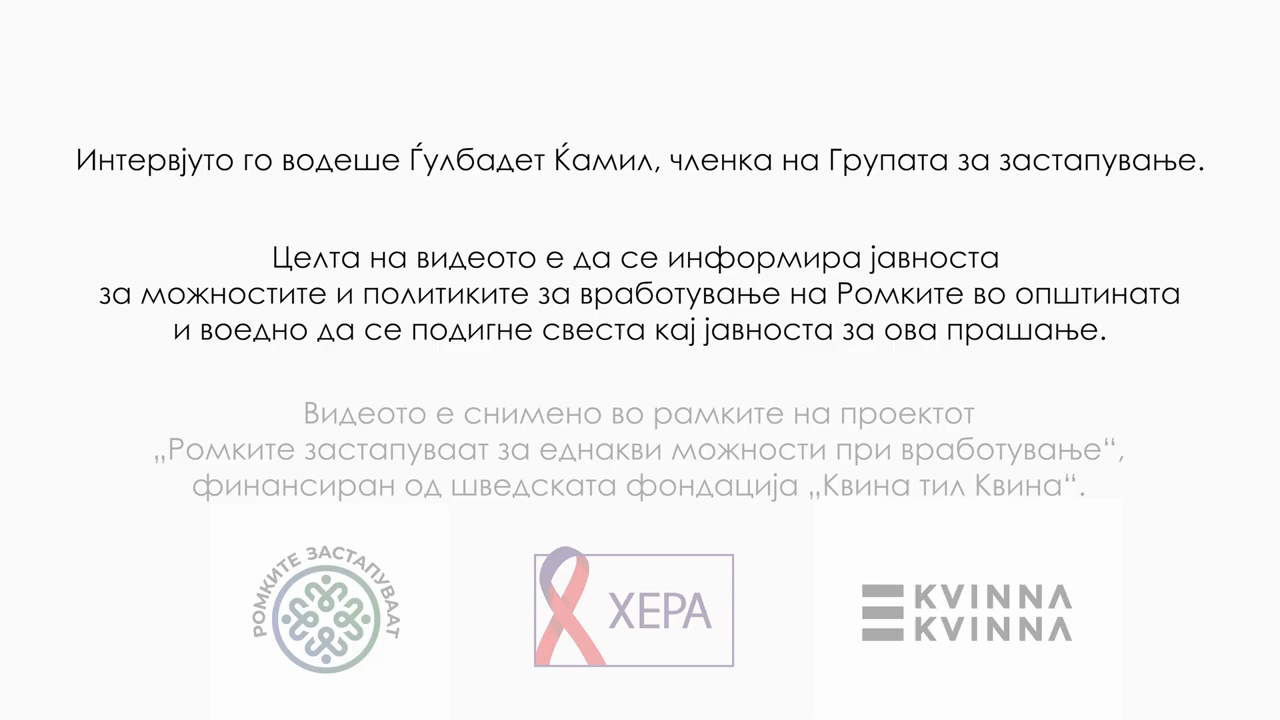 Интервјуто го водеше Ѓулбадет Ќамил, членка на Групата за застапување.
Целта на видеото е да се информира јавноста
за можностите и политиките за вработување на Ромките во општината
и воедно да се подигне свеста кај јавноста за ова прашање.
Видеото е снимено во рамките на проектот
„Ромките застапуваат за еднакви можности при вработување“,
финансиран од шведската фондација „Квина тил Квина“.
РОМКИТЕ ЗАСТАПУВААТ
ХЕРА
KVINNA
KVINNA